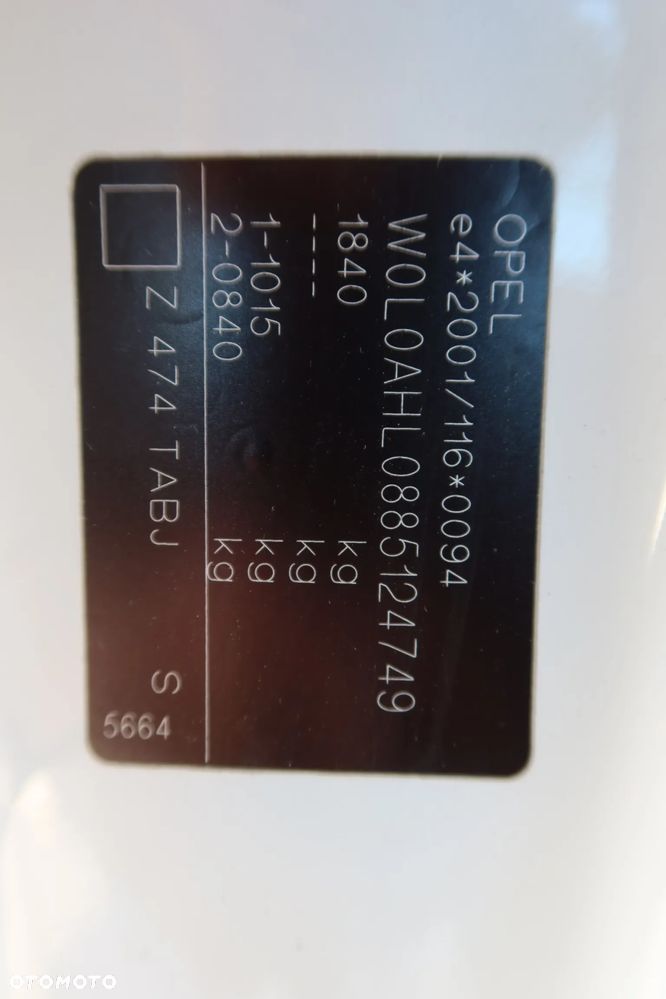 OPEL
e4*2001/116*0094
W0L0AHL0885124749
1840 kg
---- kg
1-1015 kg
2-0840 kg
Z 474 TABJ S
5664
OTOMOTO